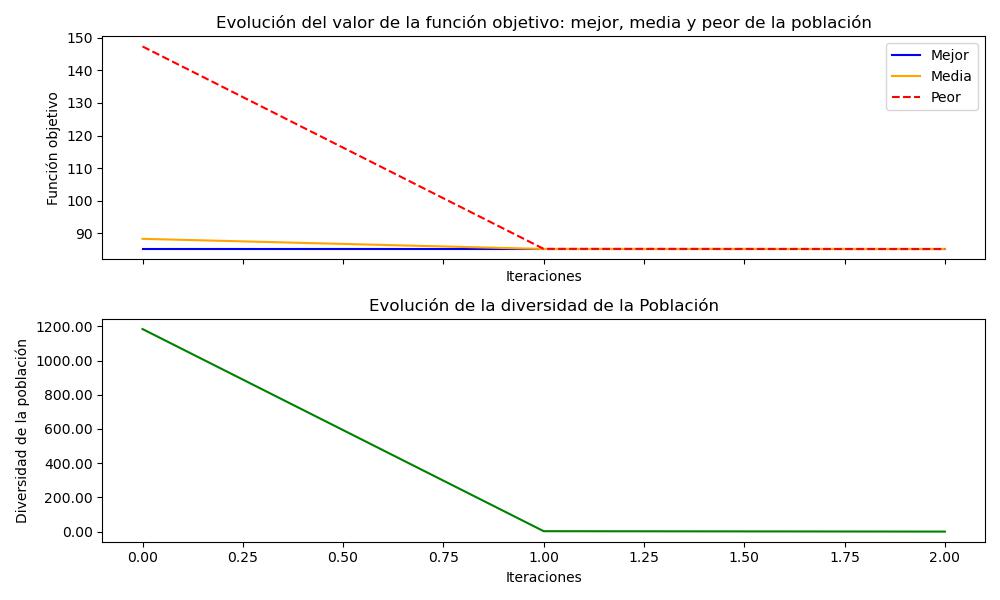 Evolución del valor de la función objetivo: mejor, media y peor de la población
150
140
130
120
110
100
90
Función objetivo
Mejor
Media
Peor
Iteraciones
Evolución de la diversidad de la Población
1200.00
1000.00
800.00
600.00
400.00
200.00
0.00
Diversidad de la población
0.00 0.25 0.50 0.75 1.00 1.25 1.50 1.75 2.00
Iteraciones